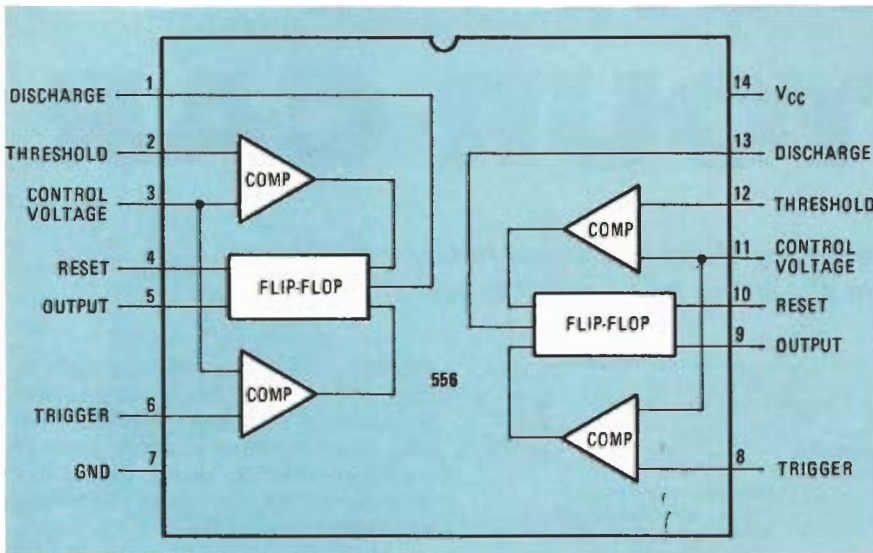 DISCHARGE 1
THRESHOLD 2
CONTROL 3
VOLTAGE
RESET 4
OUTPUT 5
TRIGGER 6
GND 7
COMP
FLIP-FLOP
COMP
556
14 VCC
13 DISCHARGE
12 THRESHOLD
11 CONTROL
VOLTAGE
10 RESET
9 OUTPUT
8 TRIGGER
COMP
FLIP-FLOP
COMP